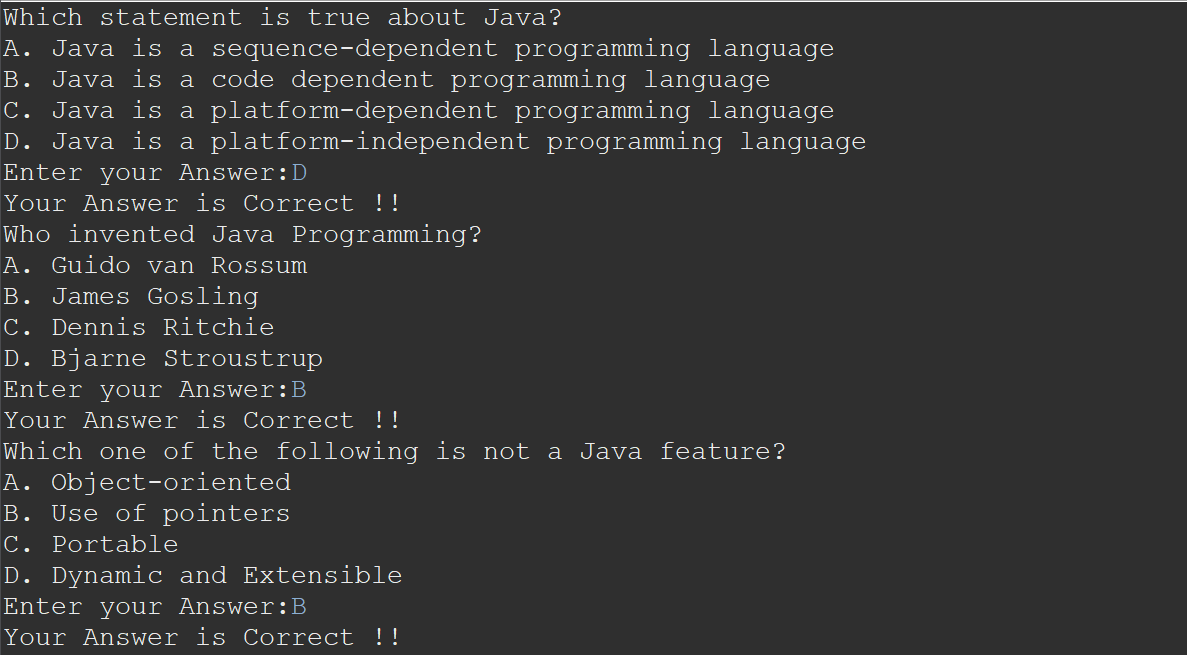 Which statement is true about Java?
A. Java is a sequence-dependent programming language
B. Java is a code dependent programming language
C. Java is a platform-dependent programming language
D. Java is a platform-independent programming language
Enter your Answer:D
Your Answer is Correct !!
Who invented Java Programming?
A. Guido van Rossum
B. James Gosling
C. Dennis Ritchie
D. Bjarne Stroustrup
Enter your Answer:B
Your Answer is Correct !!
Which one of the following is not a Java feature?
A. Object-oriented
B. Use of pointers
C. Portable
D. Dynamic and Extensible
Enter your Answer:B
Your Answer is Correct !!